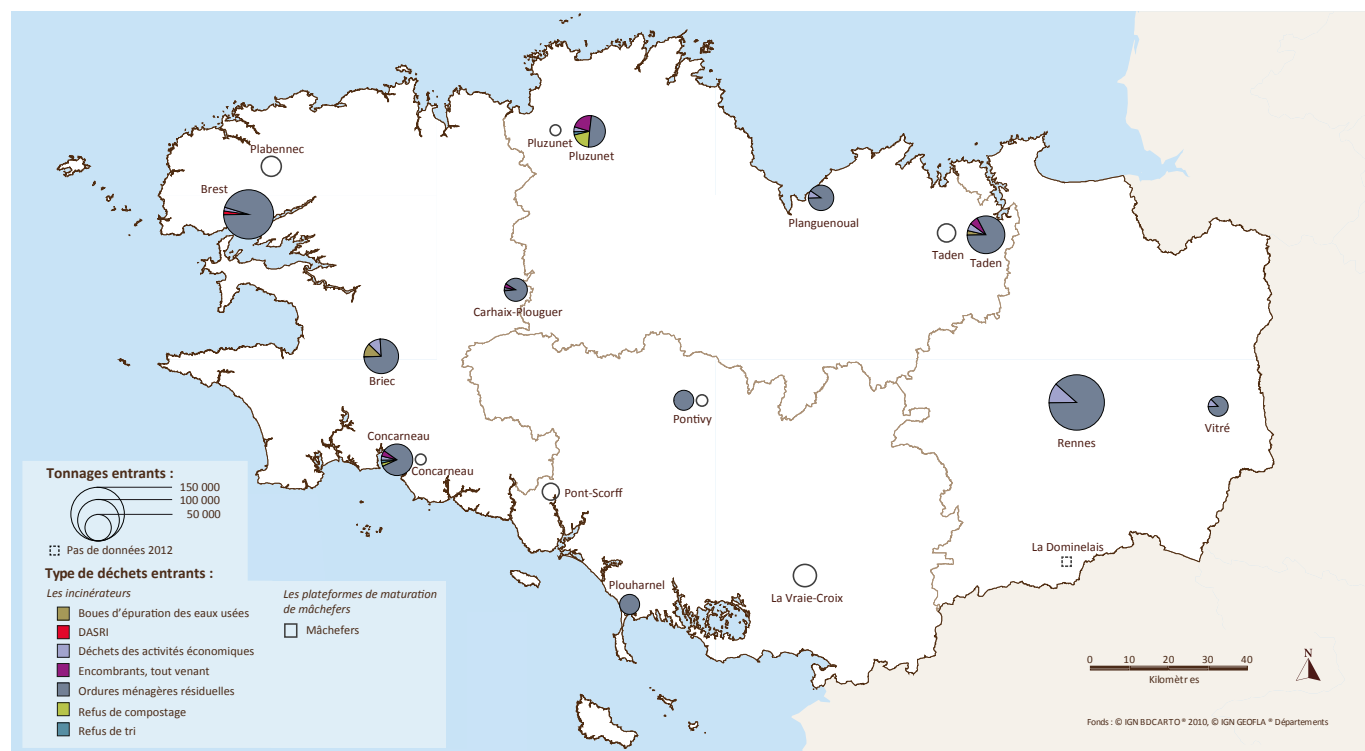 Plabennec
Brest
Pluzunet
Pluzunet
Planguenoual
Taden
Taden
Carhaix-Plouguer
Briec
Pontivy
Rennes
Vitré
Concarneau
Concarneau
Pont-Scorff
La Dominelais
Plouharnel
La Vraie-Croix
Tonnages entrants :
150 000
100 000
50 000
Pas de données 2012
Type de déchets entrants :
Les incinérateurs
Boues d'épuration des eaux usées
DASRI
Déchets des activités économiques
Encombrants, tout venant
Ordures ménagères résiduelles
Refus de compostage
Refus de tri
Les plateformes de maturation
de mâchefers
Mâchefers
0 10 20 30 40
Kilomètres
N
Fonds : © IGN BDCARTO ® 2010, © IGN GEOFLA ® Départements